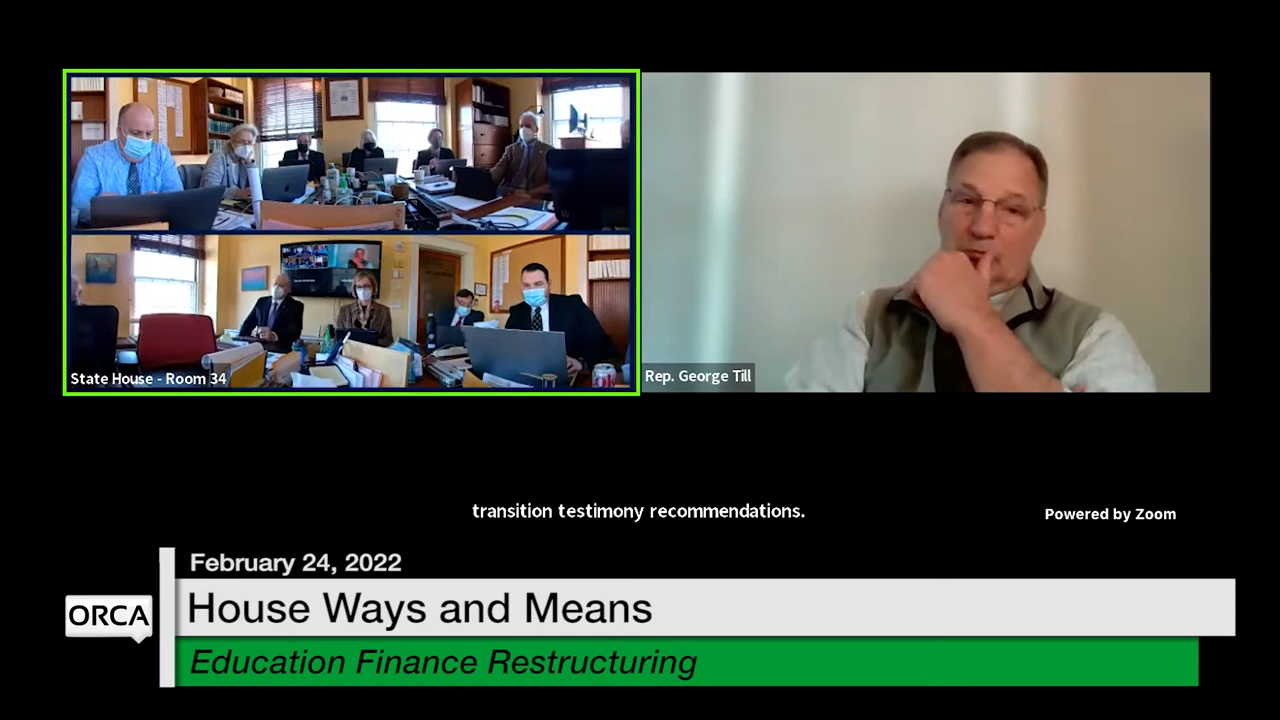 State House - Room 34
Rep. George Till
transition testimony recommendations.
Powered by Zoom
February 24, 2022
ORCA
House Ways and Means
Education Finance Restructuring